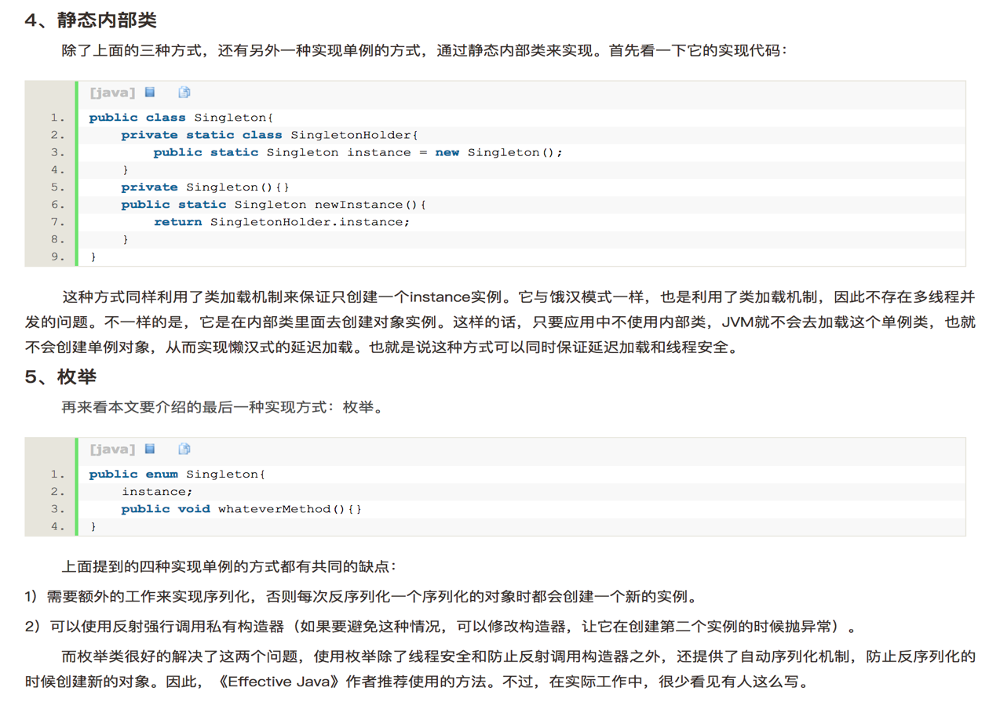 4、静态内部类
除了上面的三种方式，还有另外一种实现单例的方式，通过静态内部类来实现。首先看一下它的实现代码：
[java]
1. public class Singleton{
2.     private static class SingletonHolder{
3.         public static Singleton instance = new Singleton();
4.     }
5.     private Singleton(){}
6.     public static Singleton newInstance(){
7.         return SingletonHolder.instance;
8.     }
9. }
这种方式同样利用了类加载机制来保证只创建一个instance实例。它与饿汉模式一样，也是利用了类加载机制，因此不存在多线程并
发的问题。不一样的是，它是在内部类里面去创建对象实例。这样的话，只要应用中不使用内部类，JVM就不会去加载这个单例类，也就
不会创建单例对象，从而实现懒汉式的延迟加载。也就是说这种方式可以同时保证延迟加载和线程安全。
5、枚举
再来看本文要介绍的最后一种实现方式：枚举。
[java]
1. public enum Singleton{
2.     instance;
3.     public void whateverMethod(){}
4. }
上面提到的四种实现单例的方式都有共同的缺点：
1）需要额外的工作来实现序列化，否则每次反序列化一个序列化的对象时都会创建一个新的实例。
2）可以使用反射强行调用私有构造器（如果要避免这种情况，可以修改构造器，让它在创建第二个实例的时候抛异常）。
而枚举类很好的解决了这两个问题，使用枚举除了线程安全和防止反射调用构造器之外，还提供了自动序列化机制，防止反序列化的
时候创建新的对象。因此，《Effective Java》作者推荐使用的方法。不过，在实际工作中，很少看见有人这么写。